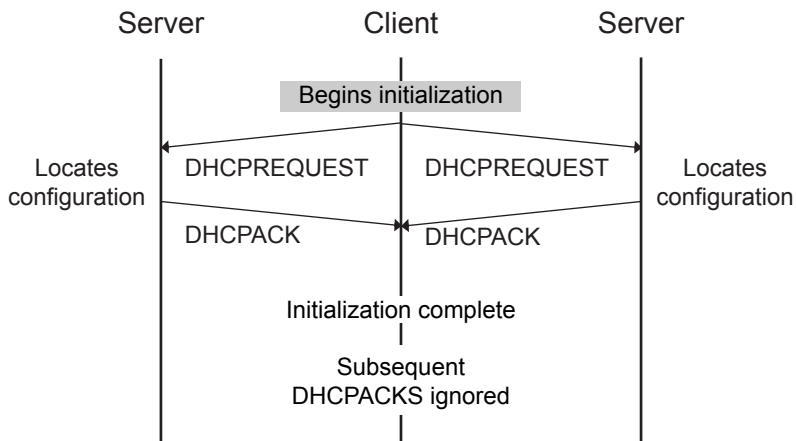 Server
Client
Server
Begins initialization
DHCPREQUEST
DHCPREQUEST
Locates
configuration
Locates
configuration
DHCPACK
DHCPACK
Initialization complete
Subsequent
DHCPACKS ignored